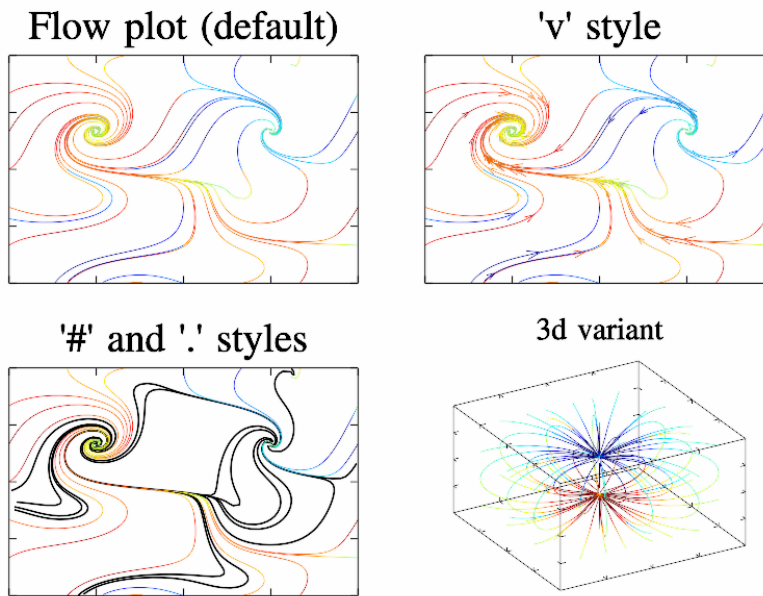 Flow plot (default)
'v' style
'#' and '.' styles
3d variant